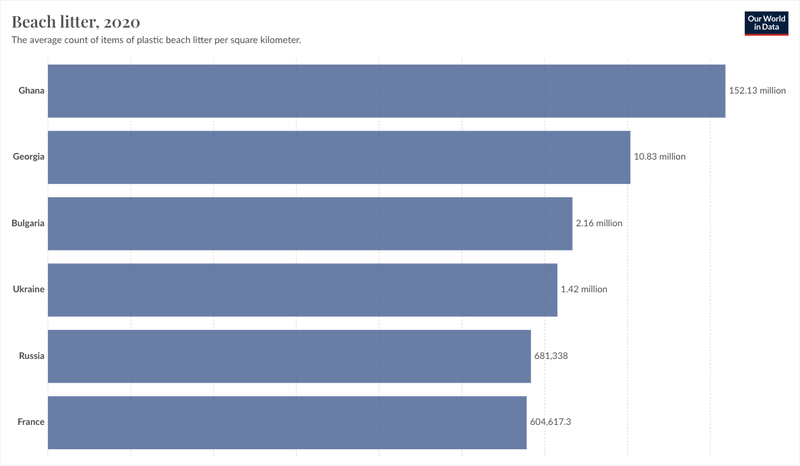 Beach litter, 2020
Our World
in Data
The average count of items of plastic beach litter per square kilometer.
Ghana 152.13 million
Georgia 10.83 million
Bulgaria 2.16 million
Ukraine 1.42 million
Russia 681,338
France 604,617.3